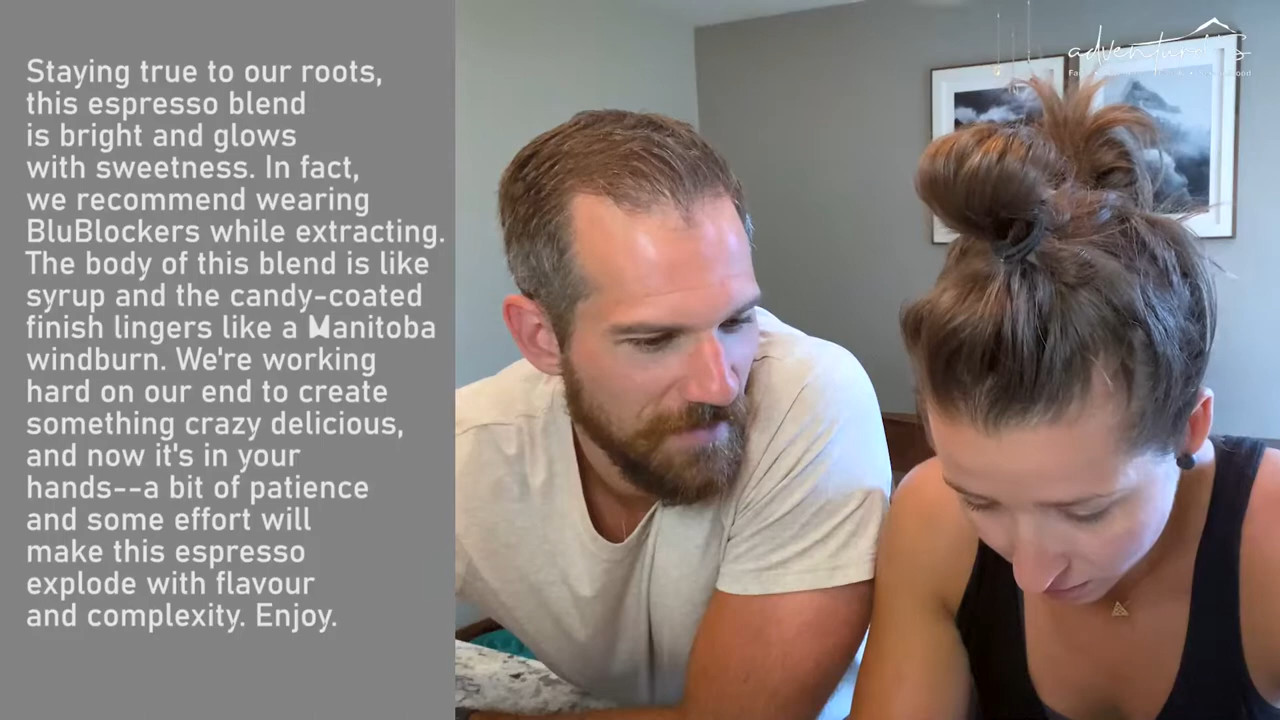 Staying true to our roots,
this espresso blend
is bright and glows
with sweetness. In fact,
we recommend wearing
BluBlockers while extracting.
The body of this blend is like
syrup and the candy-coated
finish lingers like a Manitoba
windburn. We're working
hard on our end to create
something crazy delicious,
and now it's in your
hands--a bit of patience
and some effort will
make this espresso
explode with flavour
and complexity. Enjoy.